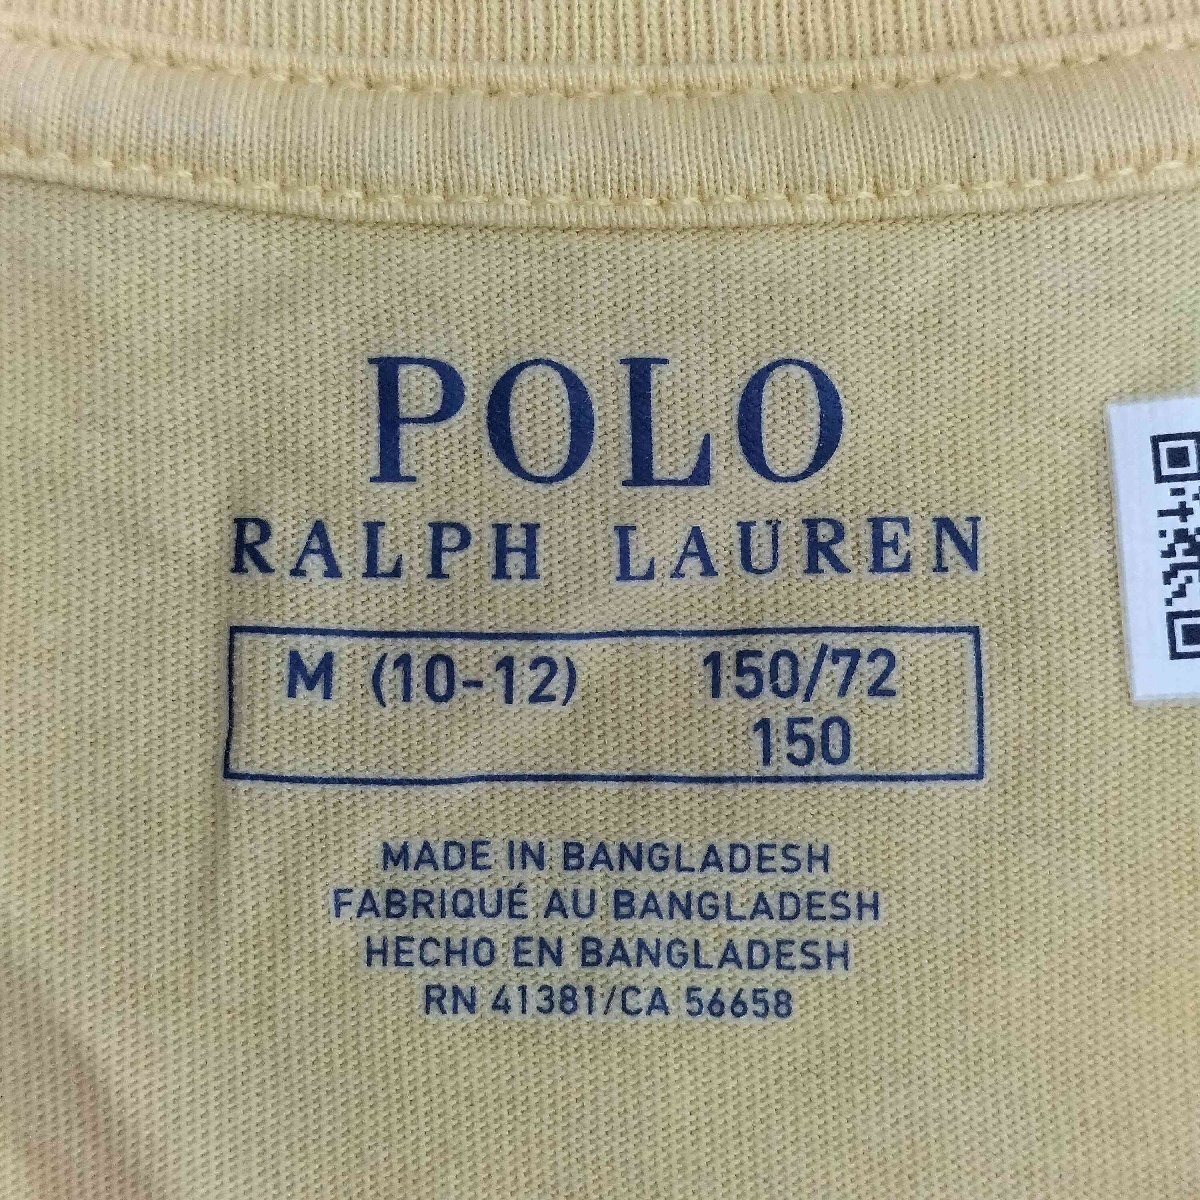 POLO
RALPH LAUREN
M (10-12) 150/72
150
MADE IN BANGLADESH
FABRIQUÉ AU BANGLADESH
HECHO EN BANGLADESH
RN 41381/CA 56658